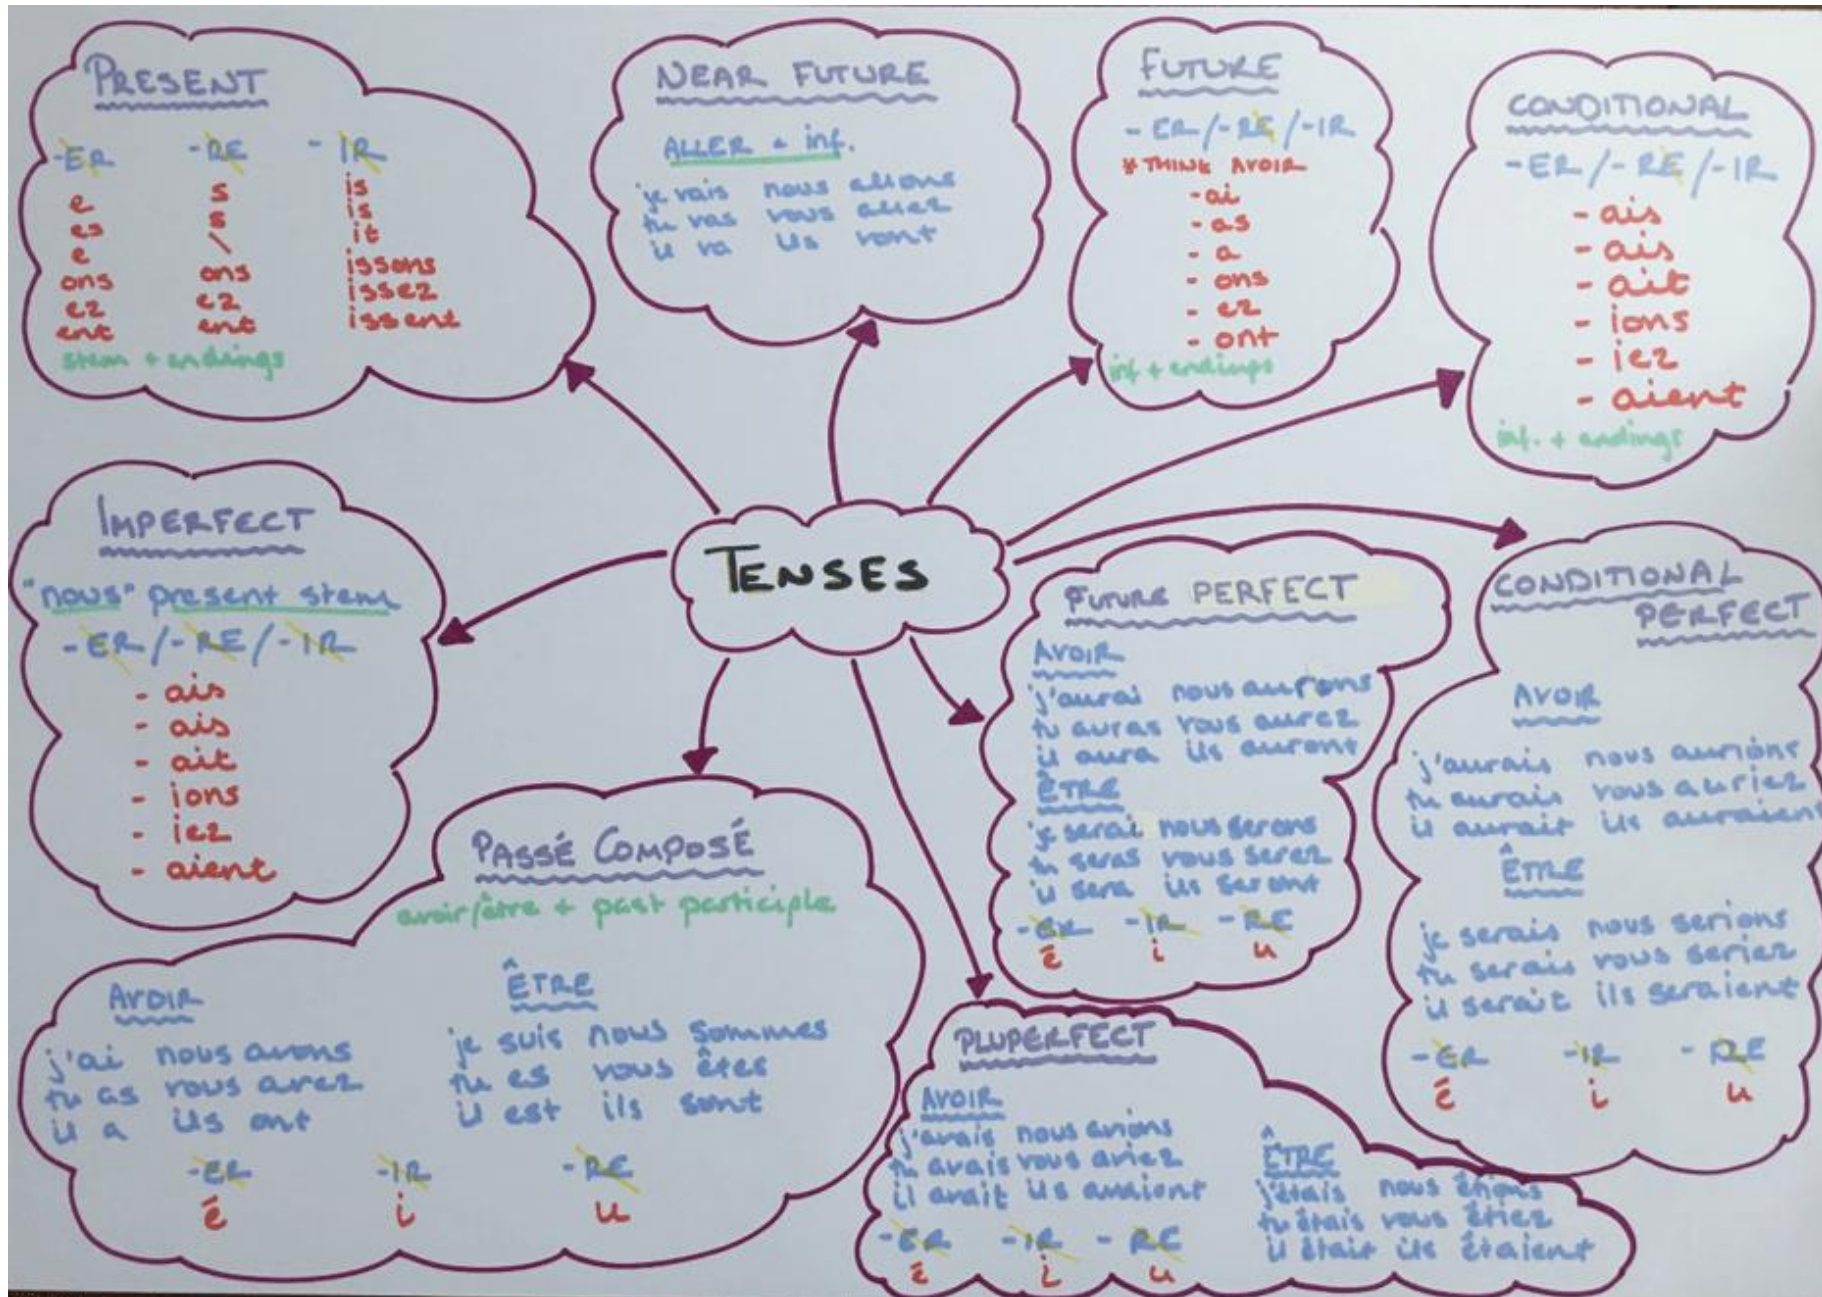 TENSES
PRESENT
-ER -RE -IR
e s is
es s is
e \ it
ons ons issons
ez ez issez
ent ent issent
stem + endings
NEAR FUTURE
ALLER + inf.
je vais nous allons
tu vas vous allez
il va ils vont
FUTURE
-ER/-RE/-IR
* THINK AVOIR
-ai
-as
-a
-ons
-ez
-ont
inf + endings
CONDITIONAL
-ER/-RE/-IR
-ais
-ais
-ait
-ions
-iez
-aient
inf. + endings
IMPERFECT
"nous" present stem
-ER/-RE/-IR
-ais
-ais
-ait
-ions
-iez
-aient
PASSÉ COMPOSÉ
avoir/être + past participle
AVOIR
j'ai nous avons
tu as vous avez
il a ils ont
ÊTRE
je suis nous sommes
tu es vous êtes
il est ils sont
-ER -IR -RE
é i u
PLUPERFECT
AVOIR
j'avais nous avions
tu avais vous aviez
il avait ils avaient
ÊTRE
j'étais nous étions
tu étais vous étiez
il était ils étaient
-ER -IR -RE
é i u
FUTURE PERFECT
AVOIR
j'aurai nous aurons
tu auras vous aurez
il aura ils auront
ÊTRE
je serai nous serons
tu seras vous serez
il sera ils seront
-ER -IR -RE
é i u
CONDITIONAL
PERFECT
AVOIR
j'aurais nous aurions
tu aurais vous auriez
il aurait ils auraient
ÊTRE
je serais nous serions
tu serais vous seriez
il serait ils seraient
-ER -IR -RE
é i u